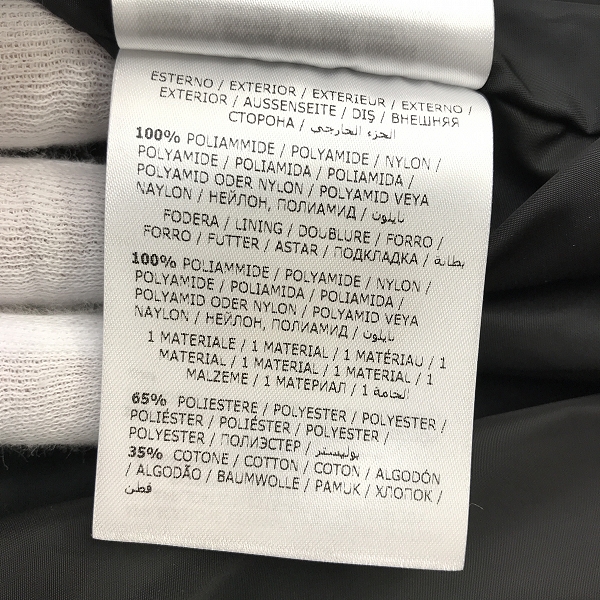 ESTERNO / EXTERIOR / EXTERIEUR / EXTERNO /
EXTERIOR / AUSSENSEITE / DIŞ / ВНЕШНЯЯ
СТОРОНА / الجزء الخارجي
100% POLIAMMIDE / POLYAMIDE / NYLON /
POLYAMIDE / POLIAMIDA / POLIAMIDA /
POLYAMID ODER NYLON / POLYAMID VEYA
NAYLON / НЕЙЛОН, ПОЛИАМИД / نايلون
FODERA / LINING / DOUBLURE / FORRO /
FORRO / FUTTER / ASTAR / ПОДКЛАДКА / بطانة
100% POLIAMMIDE / POLYAMIDE / NYLON /
POLYAMIDE / POLIAMIDA / POLIAMIDA /
POLYAMID ODER NYLON / POLYAMID VEYA
NAYLON / НЕЙЛОН, ПОЛИАМИД / نايلون
1 MATERIALE / 1 MATERIAL / 1 MATÉRIAU / 1
MATERIAL / 1 MATERIAL / 1 MATERIAL / 1
MALZEME / 1 МАТЕРИАЛ / 1 الخامة
65% POLIESTERE / POLYESTER / POLYESTER /
POLIÉSTER / POLIÉSTER / POLYESTER /
POLYESTER / ПОЛИЭСТЕР / بوليستر
35% COTONE / COTTON / COTON / ALGODÓN
/ ALGODÃO / BAUMWOLLE / PAMUK / ХЛОПОК /
قطن